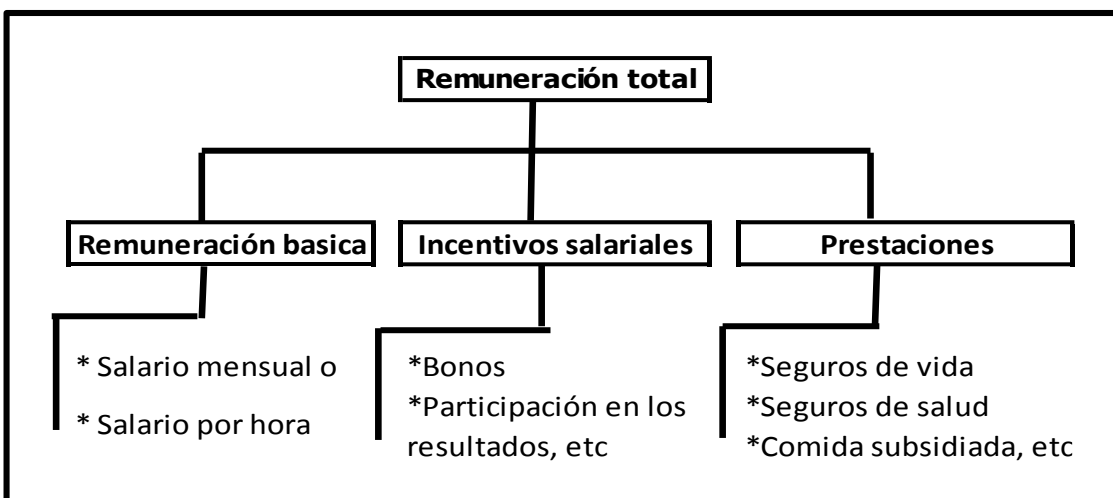 Remuneración total
Remuneración basica
Incentivos salariales
Prestaciones
* Salario mensual o
* Salario por hora
*Bonos
*Participación en los
resultados, etc
*Seguros de vida
*Seguros de salud
*Comida subsidiada, etc